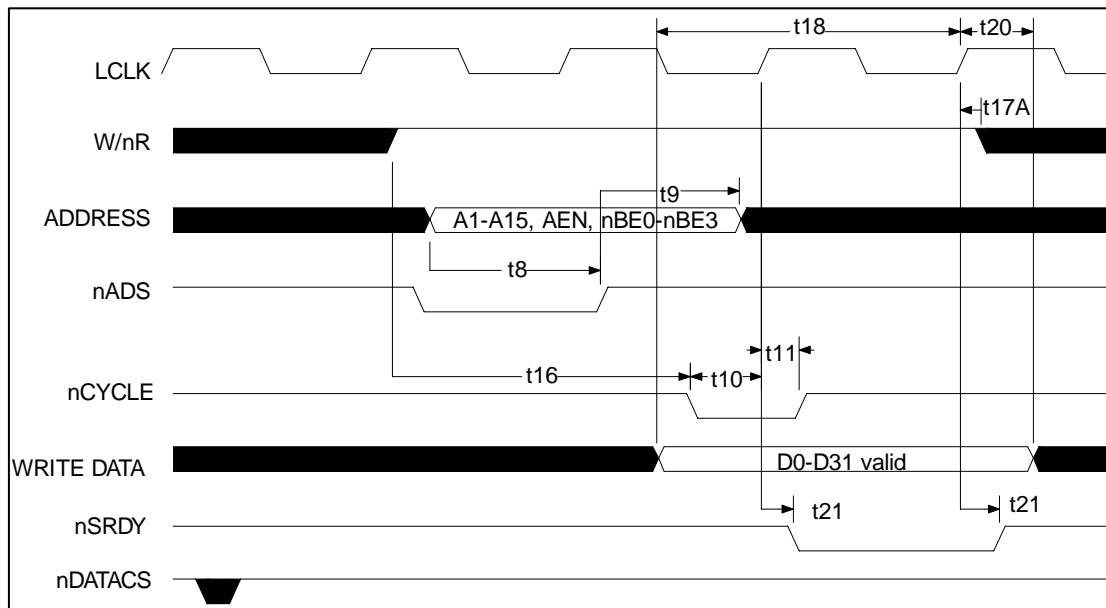 t18
t20
LCLK
t17A
W/nR
t9
ADDRESS
A1-A15, AEN, nBE0-nBE3
t8
nADS
t11
t16
t10
nCYCLE
WRITE DATA
D0-D31 valid
nSRDY
t21
t21
nDATACS